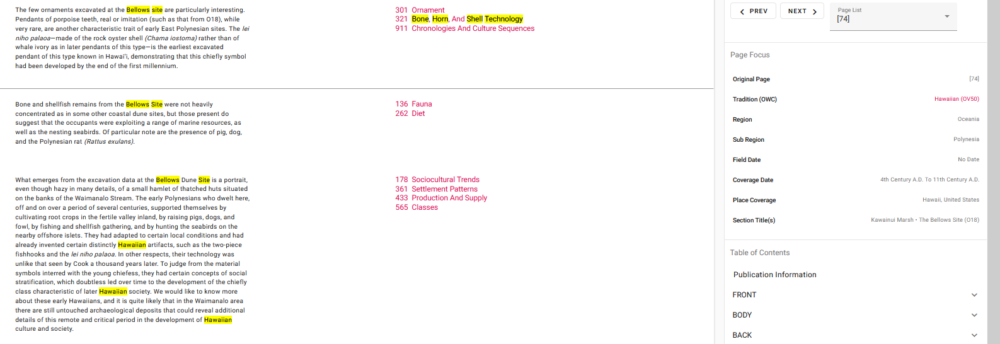 The few ornaments excavated at the Bellows site are particularly interesting.
Pendants of porpoise teeth, real or imitation (such as that from O18), while
very rare, are another characteristic trait of early East Polynesian sites. The lei
niho palaoa—made of the rock oyster shell (Chama iostoma) rather than of
whale ivory as in later pendants of this type—is the earliest excavated
pendant of this type known in Hawai'i, demonstrating that this chiefly symbol
had been developed by the end of the first millennium.
301 Ornament
321 Bone, Horn, And Shell Technology
911 Chronologies And Culture Sequences
Bone and shellfish remains from the Bellows Site were not heavily
concentrated as in some other coastal dune sites, but those present do
suggest that the occupants were exploiting a range of marine resources, as
well as the nesting seabirds. Of particular note are the presence of pig, dog,
and the Polynesian rat (Rattus exulans).
136 Fauna
262 Diet
What emerges from the excavation data at the Bellows Dune Site is a portrait,
even though hazy in many details, of a small hamlet of thatched huts situated
on the banks of the Waimanalo Stream. The early Polynesians who dwelt here,
off and on over a period of several centuries, supported themselves by
cultivating root crops in the fertile valley inland, by raising pigs, dogs, and
fowl, by fishing and shellfish gathering, and by hunting the seabirds on the
nearby offshore islets. They had adapted to certain local conditions and had
already invented certain distinctly Hawaiian artifacts, such as the two-piece
fishhooks and the lei niho palaoa. In other respects, their technology was
unlike that seen by Cook a thousand years later. To judge from the material
symbols interred with the young chiefess, they had certain concepts of social
stratification, which doubtless led over time to the development of the chiefly
class characteristic of later Hawaiian society. We would like to know more
about these early Hawaiians, and it is quite likely that in the Waimanalo area
there are still untouched archaeological deposits that could reveal additional
details of this remote and critical period in the development of Hawaiian
culture and society.
178 Sociocultural Trends
361 Settlement Patterns
433 Production And Supply
565 Classes
PREV
NEXT
Page List
[74]
Page Focus
Original Page [74]
Tradition (OWC) Hawaiian (OV50)
Region Oceania
Sub Region Polynesia
Field Date No Date
Coverage Date 4th Century A.D. To 11th Century A.D.
Place Coverage Hawaii, United States
Section Title(s) Kawainui Marsh • The Bellows Site (O18)
Table of Contents
Publication Information
FRONT
BODY
BACK